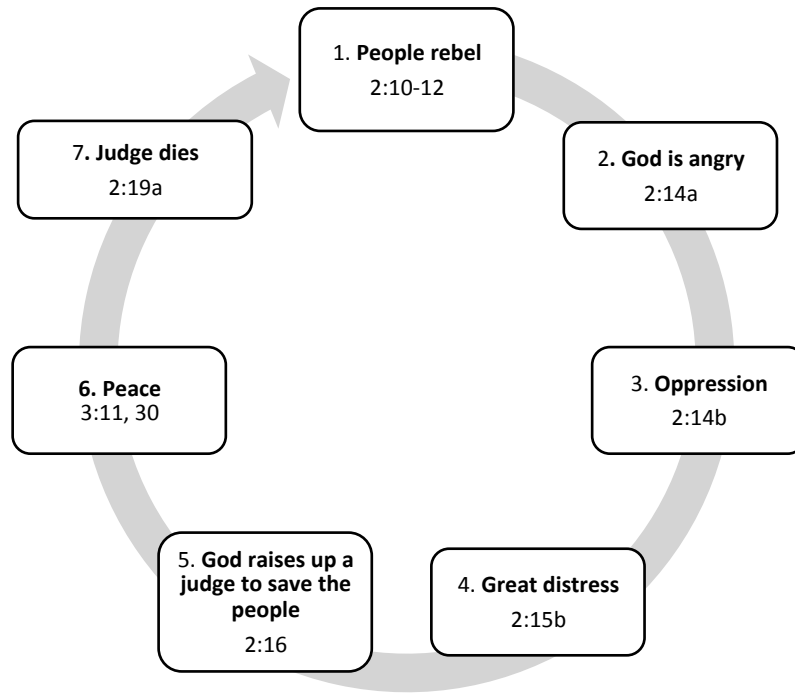 1. People rebel
2:10-12
2. God is angry
2:14a
3. Oppression
2:14b
4. Great distress
2:15b
5. God raises up a
judge to save the
people
2:16
6. Peace
3:11, 30
7. Judge dies
2:19a